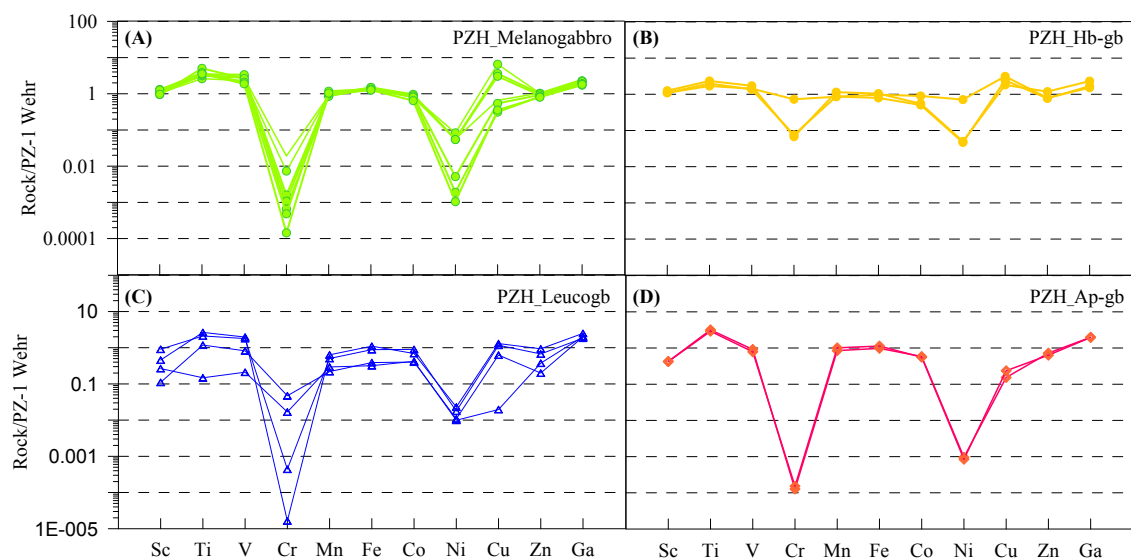 100
(A)
PZH_Melanogabbro
(B)
PZH_Hb-gb
1
0.01
0.0001
Rock/PZ-1 Wehr
(C)
PZH_Leucogb
(D)
PZH_Ap-gb
10
0.1
0.001
1E-005
Rock/PZ-1 Wehr
Sc Ti V Cr Mn Fe Co Ni Cu Zn Ga
Sc Ti V Cr Mn Fe Co Ni Cu Zn Ga